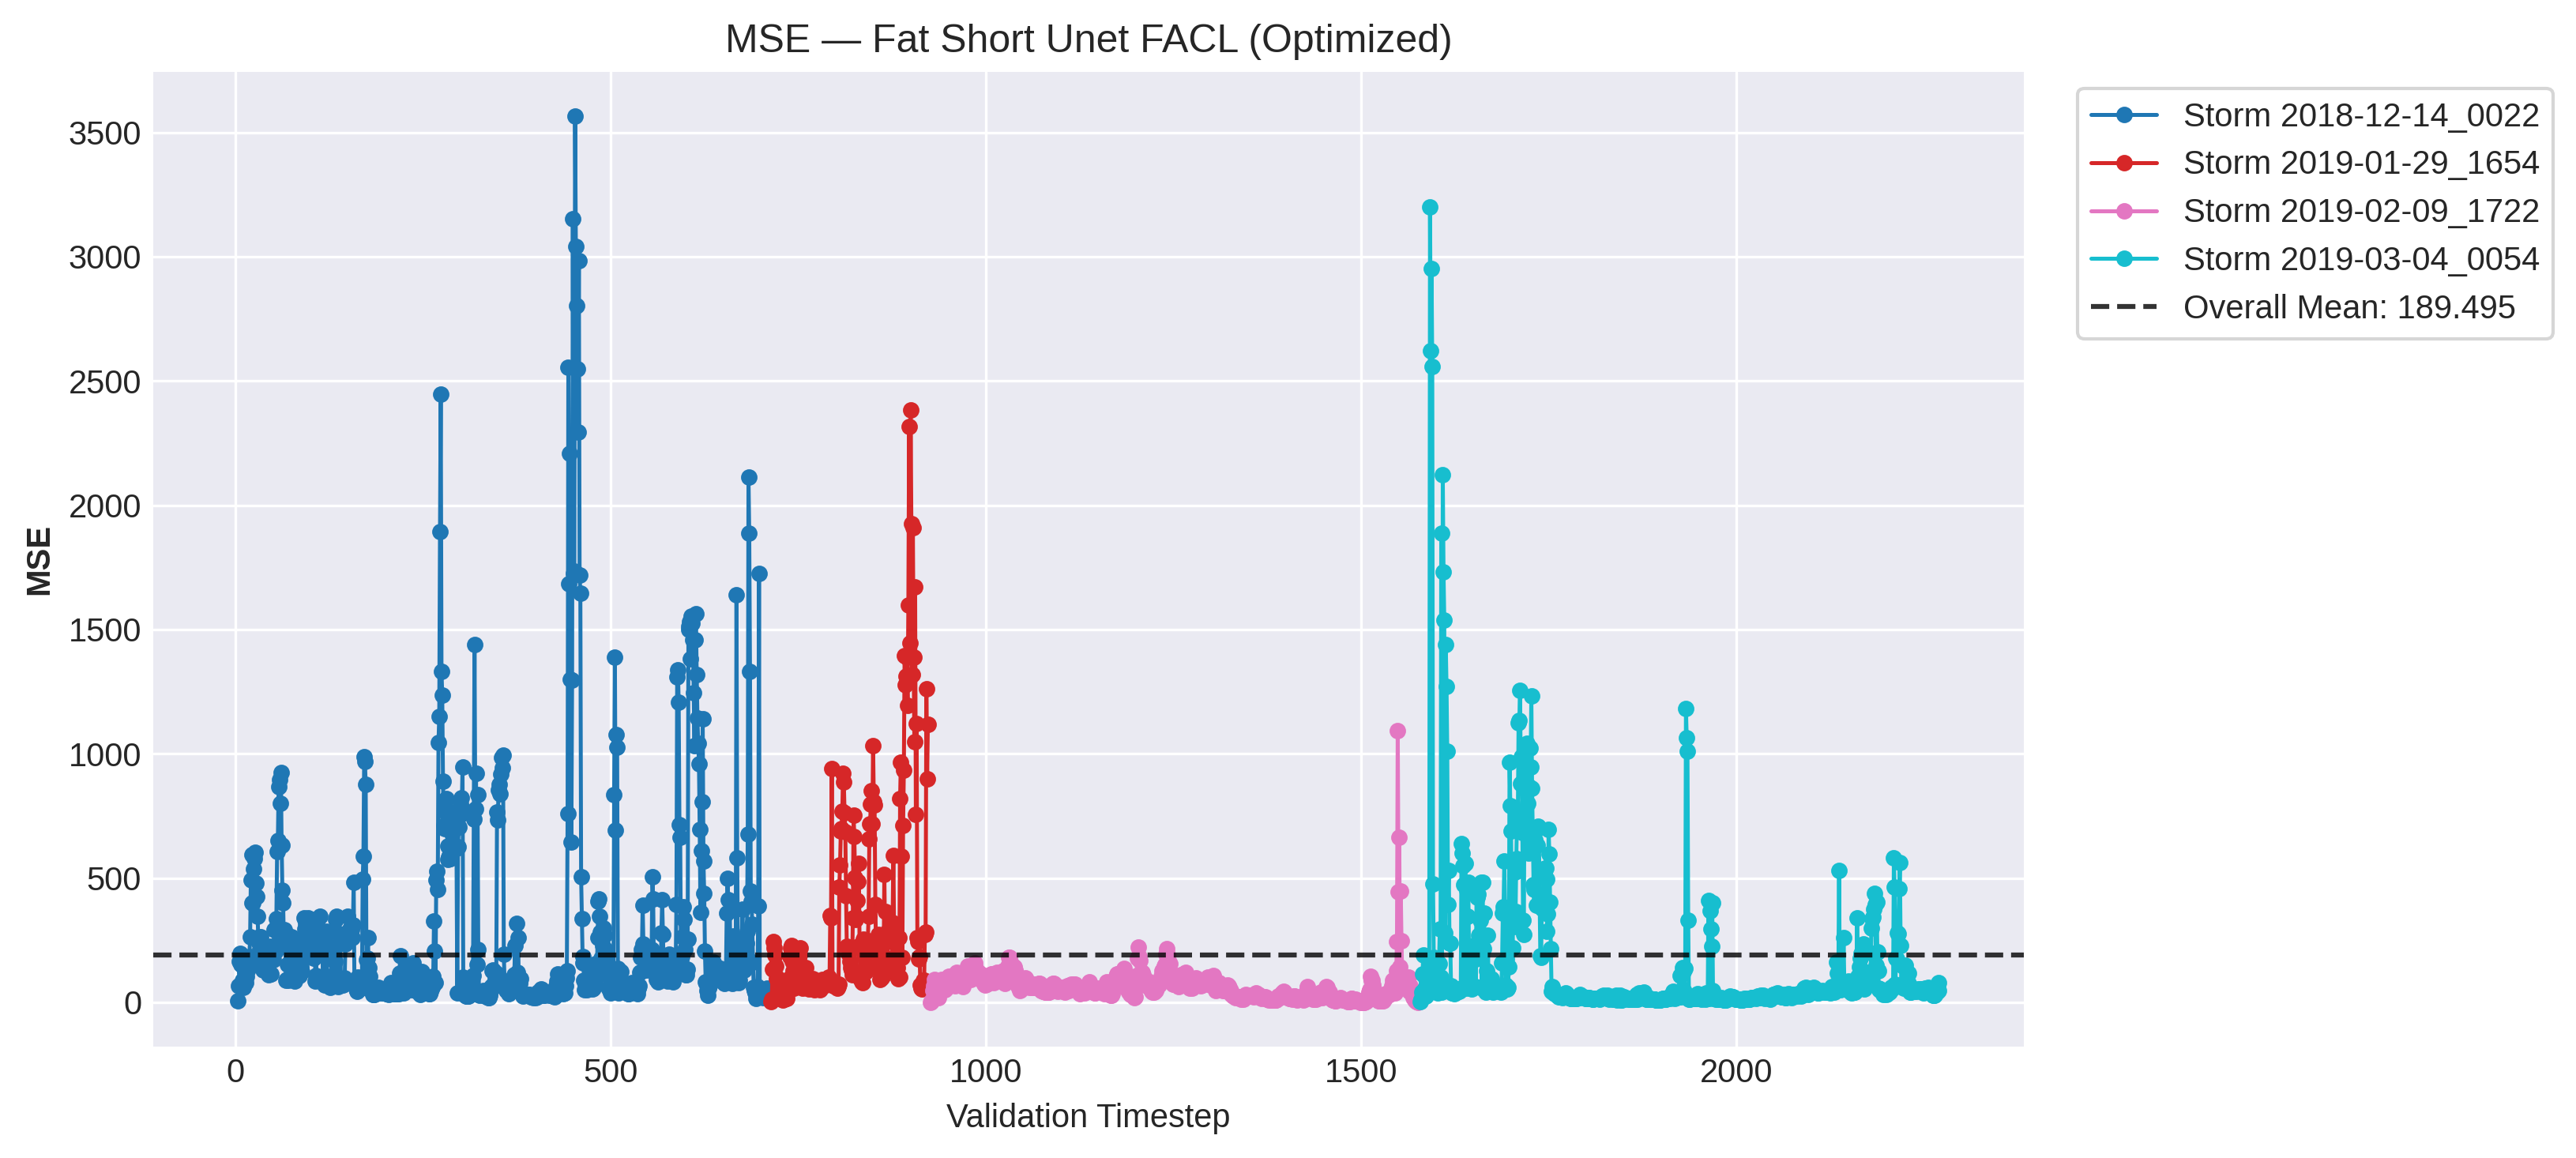 MSE — Fat Short Unet FACL (Optimized)
3500
3000
2500
2000
1500
1000
500
0
MSE
0
500
1000
1500
2000
Validation Timestep
Storm 2018-12-14_0022
Storm 2019-01-29_1654
Storm 2019-02-09_1722
Storm 2019-03-04_0054
Overall Mean: 189.495